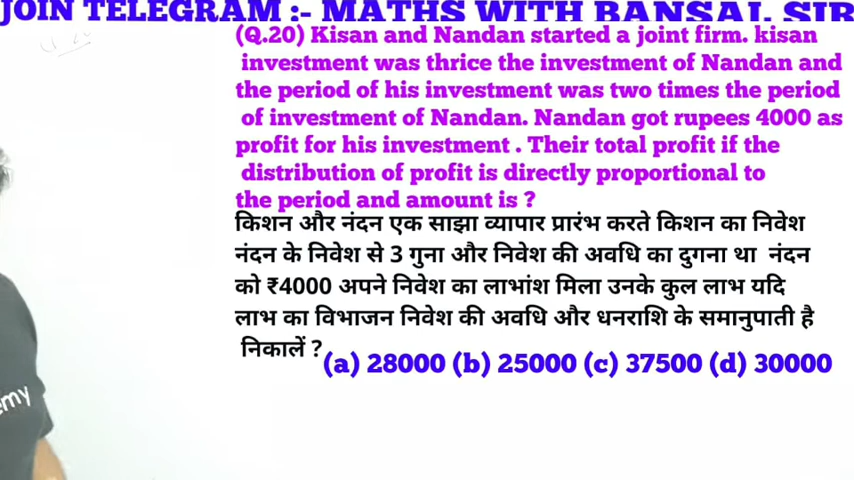 JOIN TELEGRAM :- MATHS WITH BANSAL SIR
(Q.20) Kisan and Nandan started a joint firm. kisan
investment was thrice the investment of Nandan and
the period of his investment was two times the period
of investment of Nandan. Nandan got rupees 4000 as
profit for his investment . Their total profit if the
distribution of profit is directly proportional to
the period and amount is ?
किशन और नंदन एक साझा व्यापार प्रारंभ करते किशन का निवेश
नंदन के निवेश से 3 गुना और निवेश की अवधि का दुगना था नंदन
को ₹4000 अपने निवेश का लाभांश मिला उनके कुल लाभ यदि
लाभ का विभाजन निवेश की अवधि और धनराशि के समानुपाती है
निकालें ?
(a) 28000 (b) 25000 (c) 37500 (d) 30000